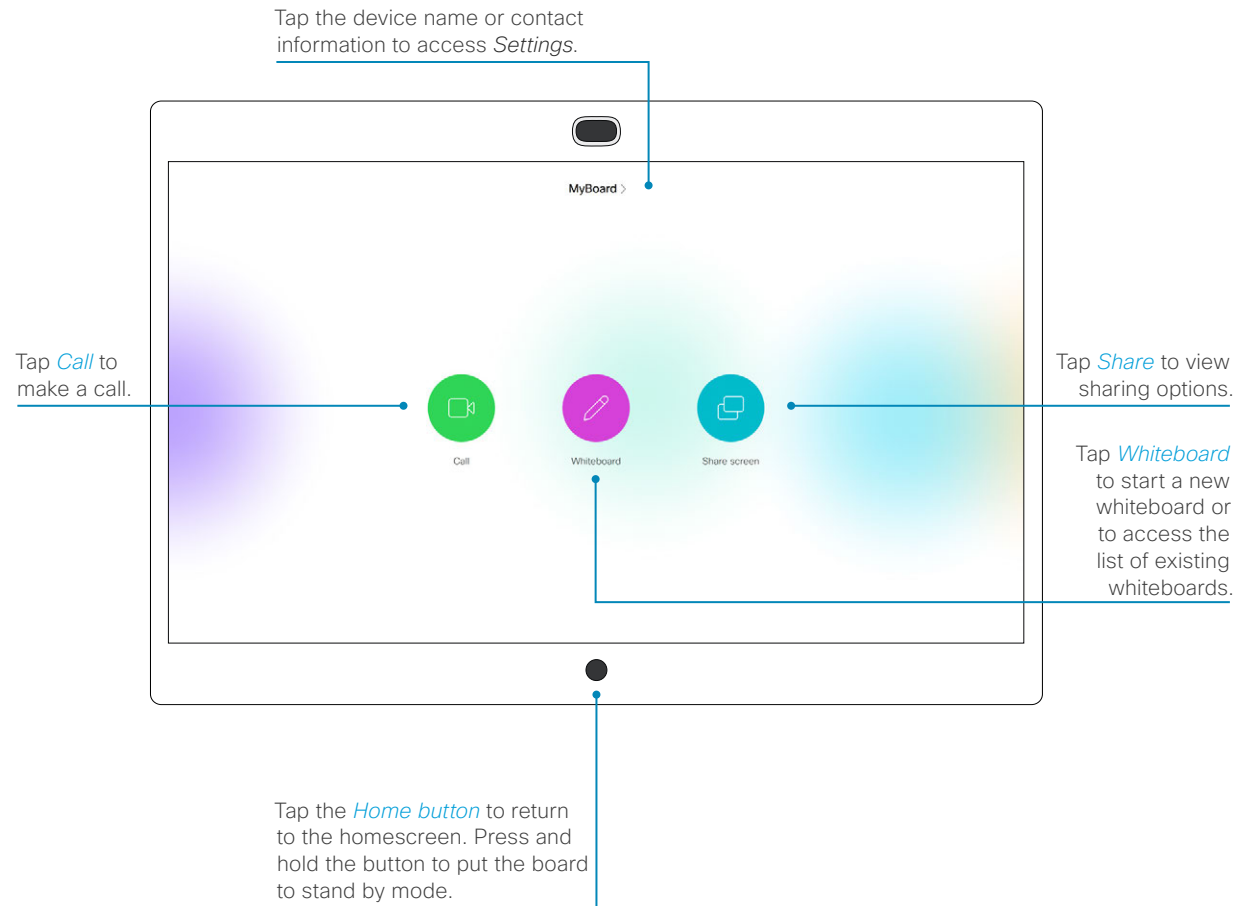 Tap the device name or contact
information to access Settings.
MyBoard >
Tap Call to
make a call.
Tap Share to view
sharing options.
Call
Whiteboard
Share screen
Tap Whiteboard
to start a new
whiteboard or
to access the
list of existing
whiteboards.
Tap the Home button to return
to the homescreen. Press and
hold the button to put the board
to stand by mode.